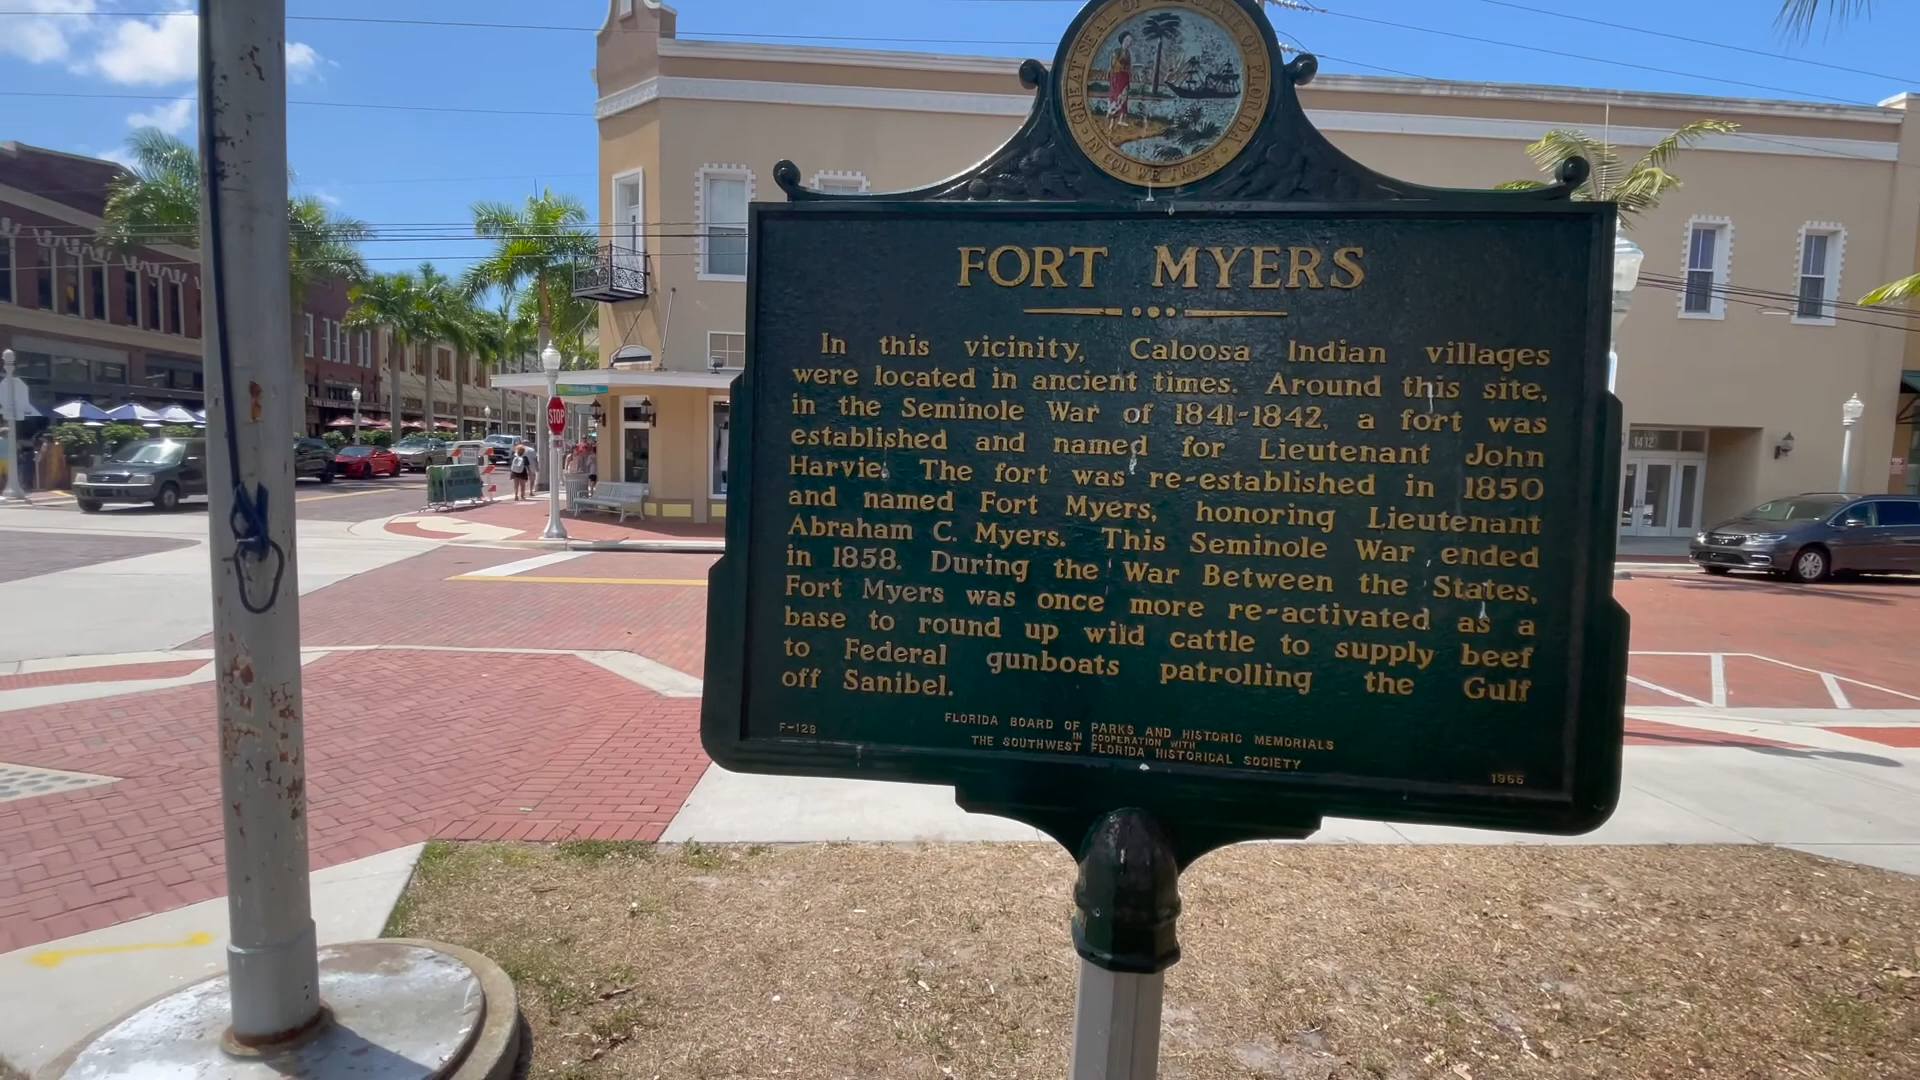 GREAT SEAL OF THE STATE OF FLORIDA
IN GOD WE TRUST
FORT MYERS
In this vicinity, Caloosa Indian villages
were located in ancient times. Around this site,
in the Seminole War of 1841-1842, a fort was
established and named for Lieutenant John
Harvie. The fort was re-established in 1850
and named Fort Myers, honoring Lieutenant
Abraham C. Myers. This Seminole War ended
in 1858. During the War Between the States,
Fort Myers was once more re-activated as a
base to round up wild cattle to supply beef
to Federal gunboats patrolling the Gulf
off Sanibel.
F-128
FLORIDA BOARD OF PARKS AND HISTORIC MEMORIALS
IN COOPERATION WITH
THE SOUTHWEST FLORIDA HISTORICAL SOCIETY
1965
STOP
1412